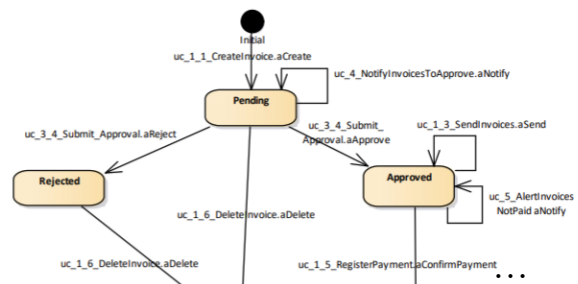 Initial
uc_1_1_CreateInvoice.aCreate
uc_4_NotifyInvoicesToApprove.aNotify
Pending
uc_3_4_Submit_Approval.aReject
uc_3_4_Submit_
Approval.aApprove
uc_1_3_SendInvoices.aSend
Rejected
Approved
uc_5_AlertInvoices
NotPaid aNotify
uc_1_6_DeleteInvoice.aDelete
uc_1_6_DeleteInvoice.aDelete
uc_1_5_RegisterPayment.aConfirmPayment
...